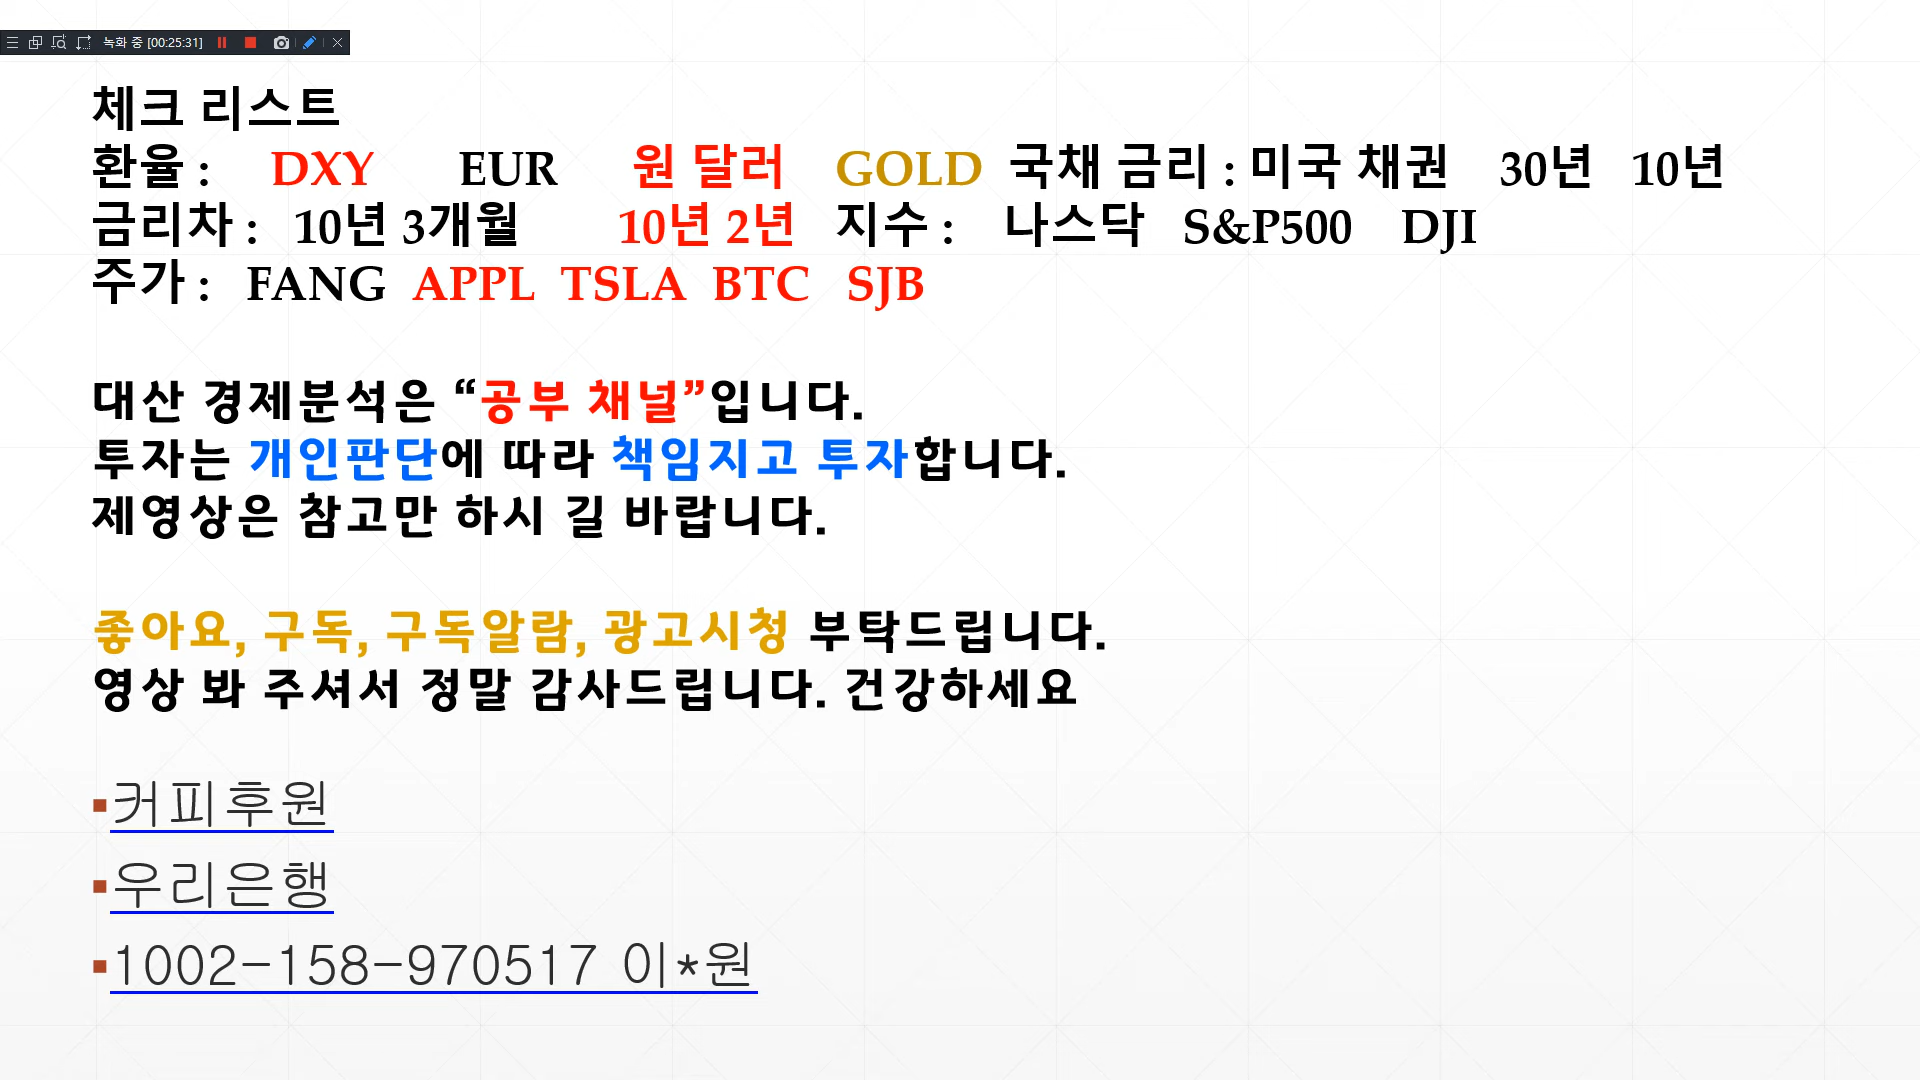 녹화 중 [00:25:31]
체크 리스트
환율 : DXY EUR 원 달러 GOLD 국채 금리 : 미국 채권 30년 10년
금리차 : 10년 3개월 10년 2년 지수 : 나스닥 S&P500 DJI
주가 : FANG APPL TSLA BTC SJB
대산 경제분석은 “공부 채널”입니다.
투자는 개인판단에 따라 책임지고 투자합니다.
제영상은 참고만 하시 길 바랍니다.
좋아요, 구독, 구독알람, 광고시청 부탁드립니다.
영상 봐 주셔서 정말 감사드립니다. 건강하세요
▪커피후원
▪우리은행
▪1002-158-970517 이*원